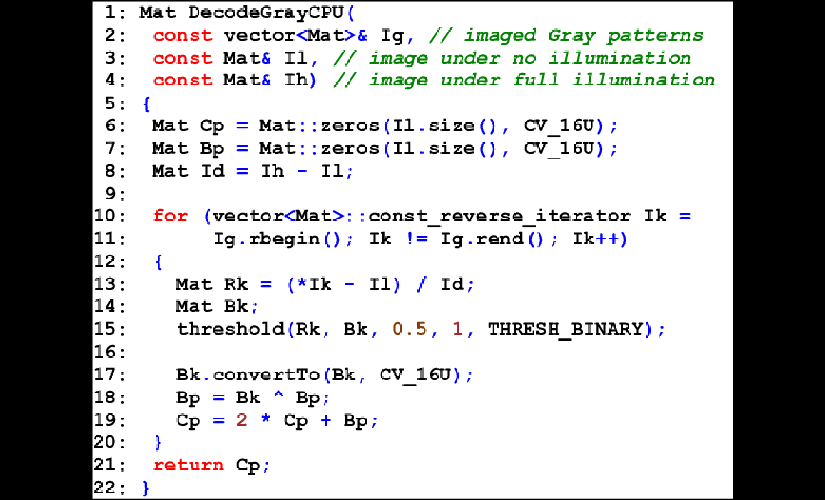 1: Mat DecodeGrayCPU(
2: const vector<Mat>& Ig, // imaged Gray patterns
3: const Mat& Il, // image under no illumination
4: const Mat& Ih) // image under full illumination
5: {
6: Mat Cp = Mat::zeros(Il.size(), CV_16U);
7: Mat Bp = Mat::zeros(Il.size(), CV_16U);
8: Mat Id = Ih - Il;
9:
10: for (vector<Mat>::const_reverse_iterator Ik =
11: Ig.rbegin(); Ik != Ig.rend(); Ik++)
12: {
13: Mat Rk = (*Ik - Il) / Id;
14: Mat Bk;
15: threshold(Rk, Bk, 0.5, 1, THRESH_BINARY);
16:
17: Bk.convertTo(Bk, CV_16U);
18: Bp = Bk ^ Bp;
19: Cp = 2 * Cp + Bp;
20: }
21: return Cp;
22: }